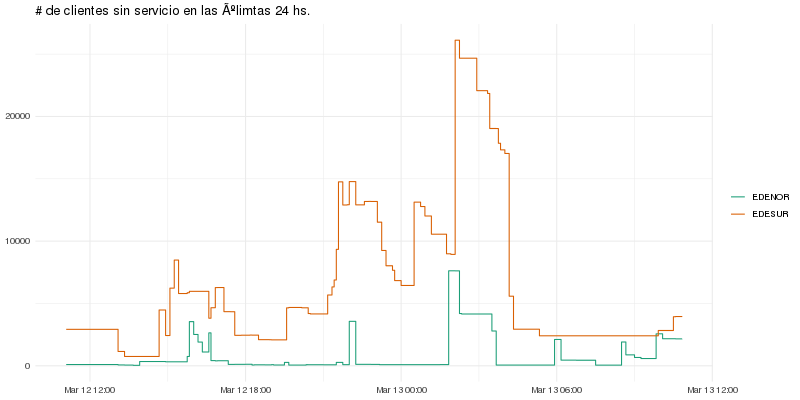 # de clientes sin servicio en las Ãºlimtas 24 hs.
20000
10000
0
Mar 12 12:00
Mar 12 18:00
Mar 13 00:00
Mar 13 06:00
Mar 13 12:00
EDENOR
EDESUR